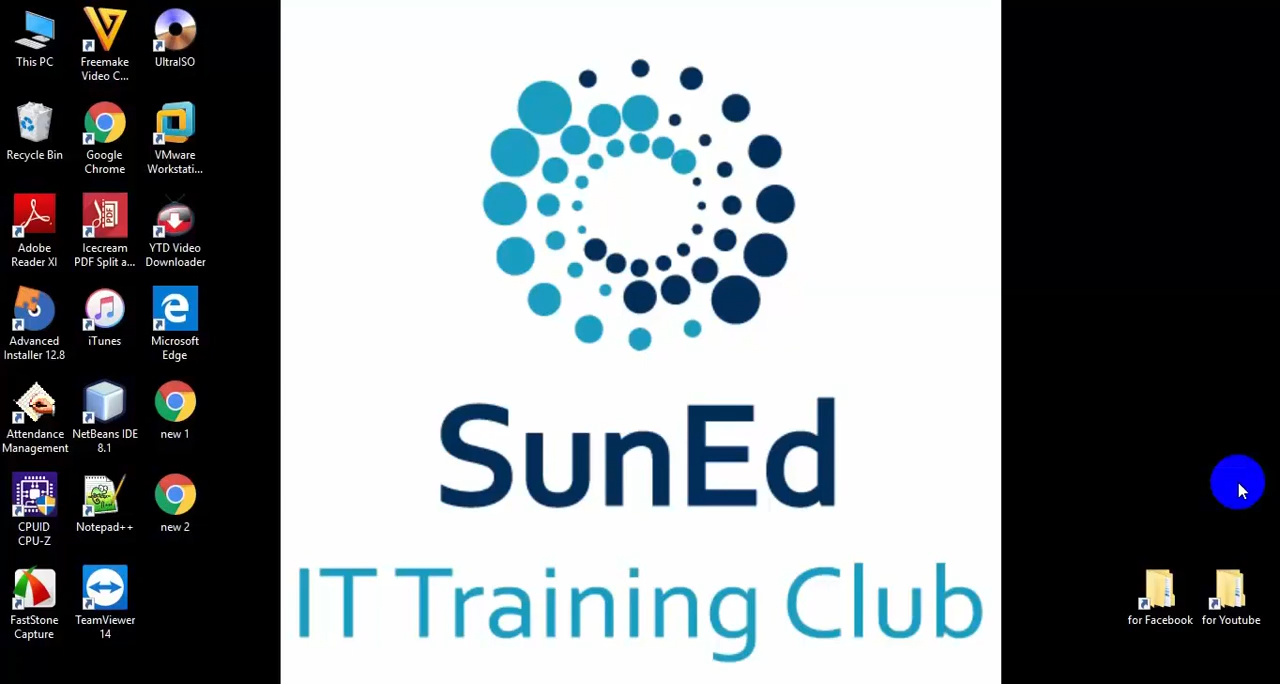 This PC
Freemake
Video C...
UltraISO
Recycle Bin
Google
Chrome
VMware
Workstati...
Adobe
Reader XI
Icecream
PDF Split a...
YTD Video
Downloader
Advanced
Installer 12.8
iTunes
Microsoft
Edge
Attendance
Management
NetBeans IDE
8.1
new 1
CPUID
CPU-Z
Notepad++
new 2
FastStone
Capture
TeamViewer
14
SunEd
IT Training Club
for Facebook
for Youtube